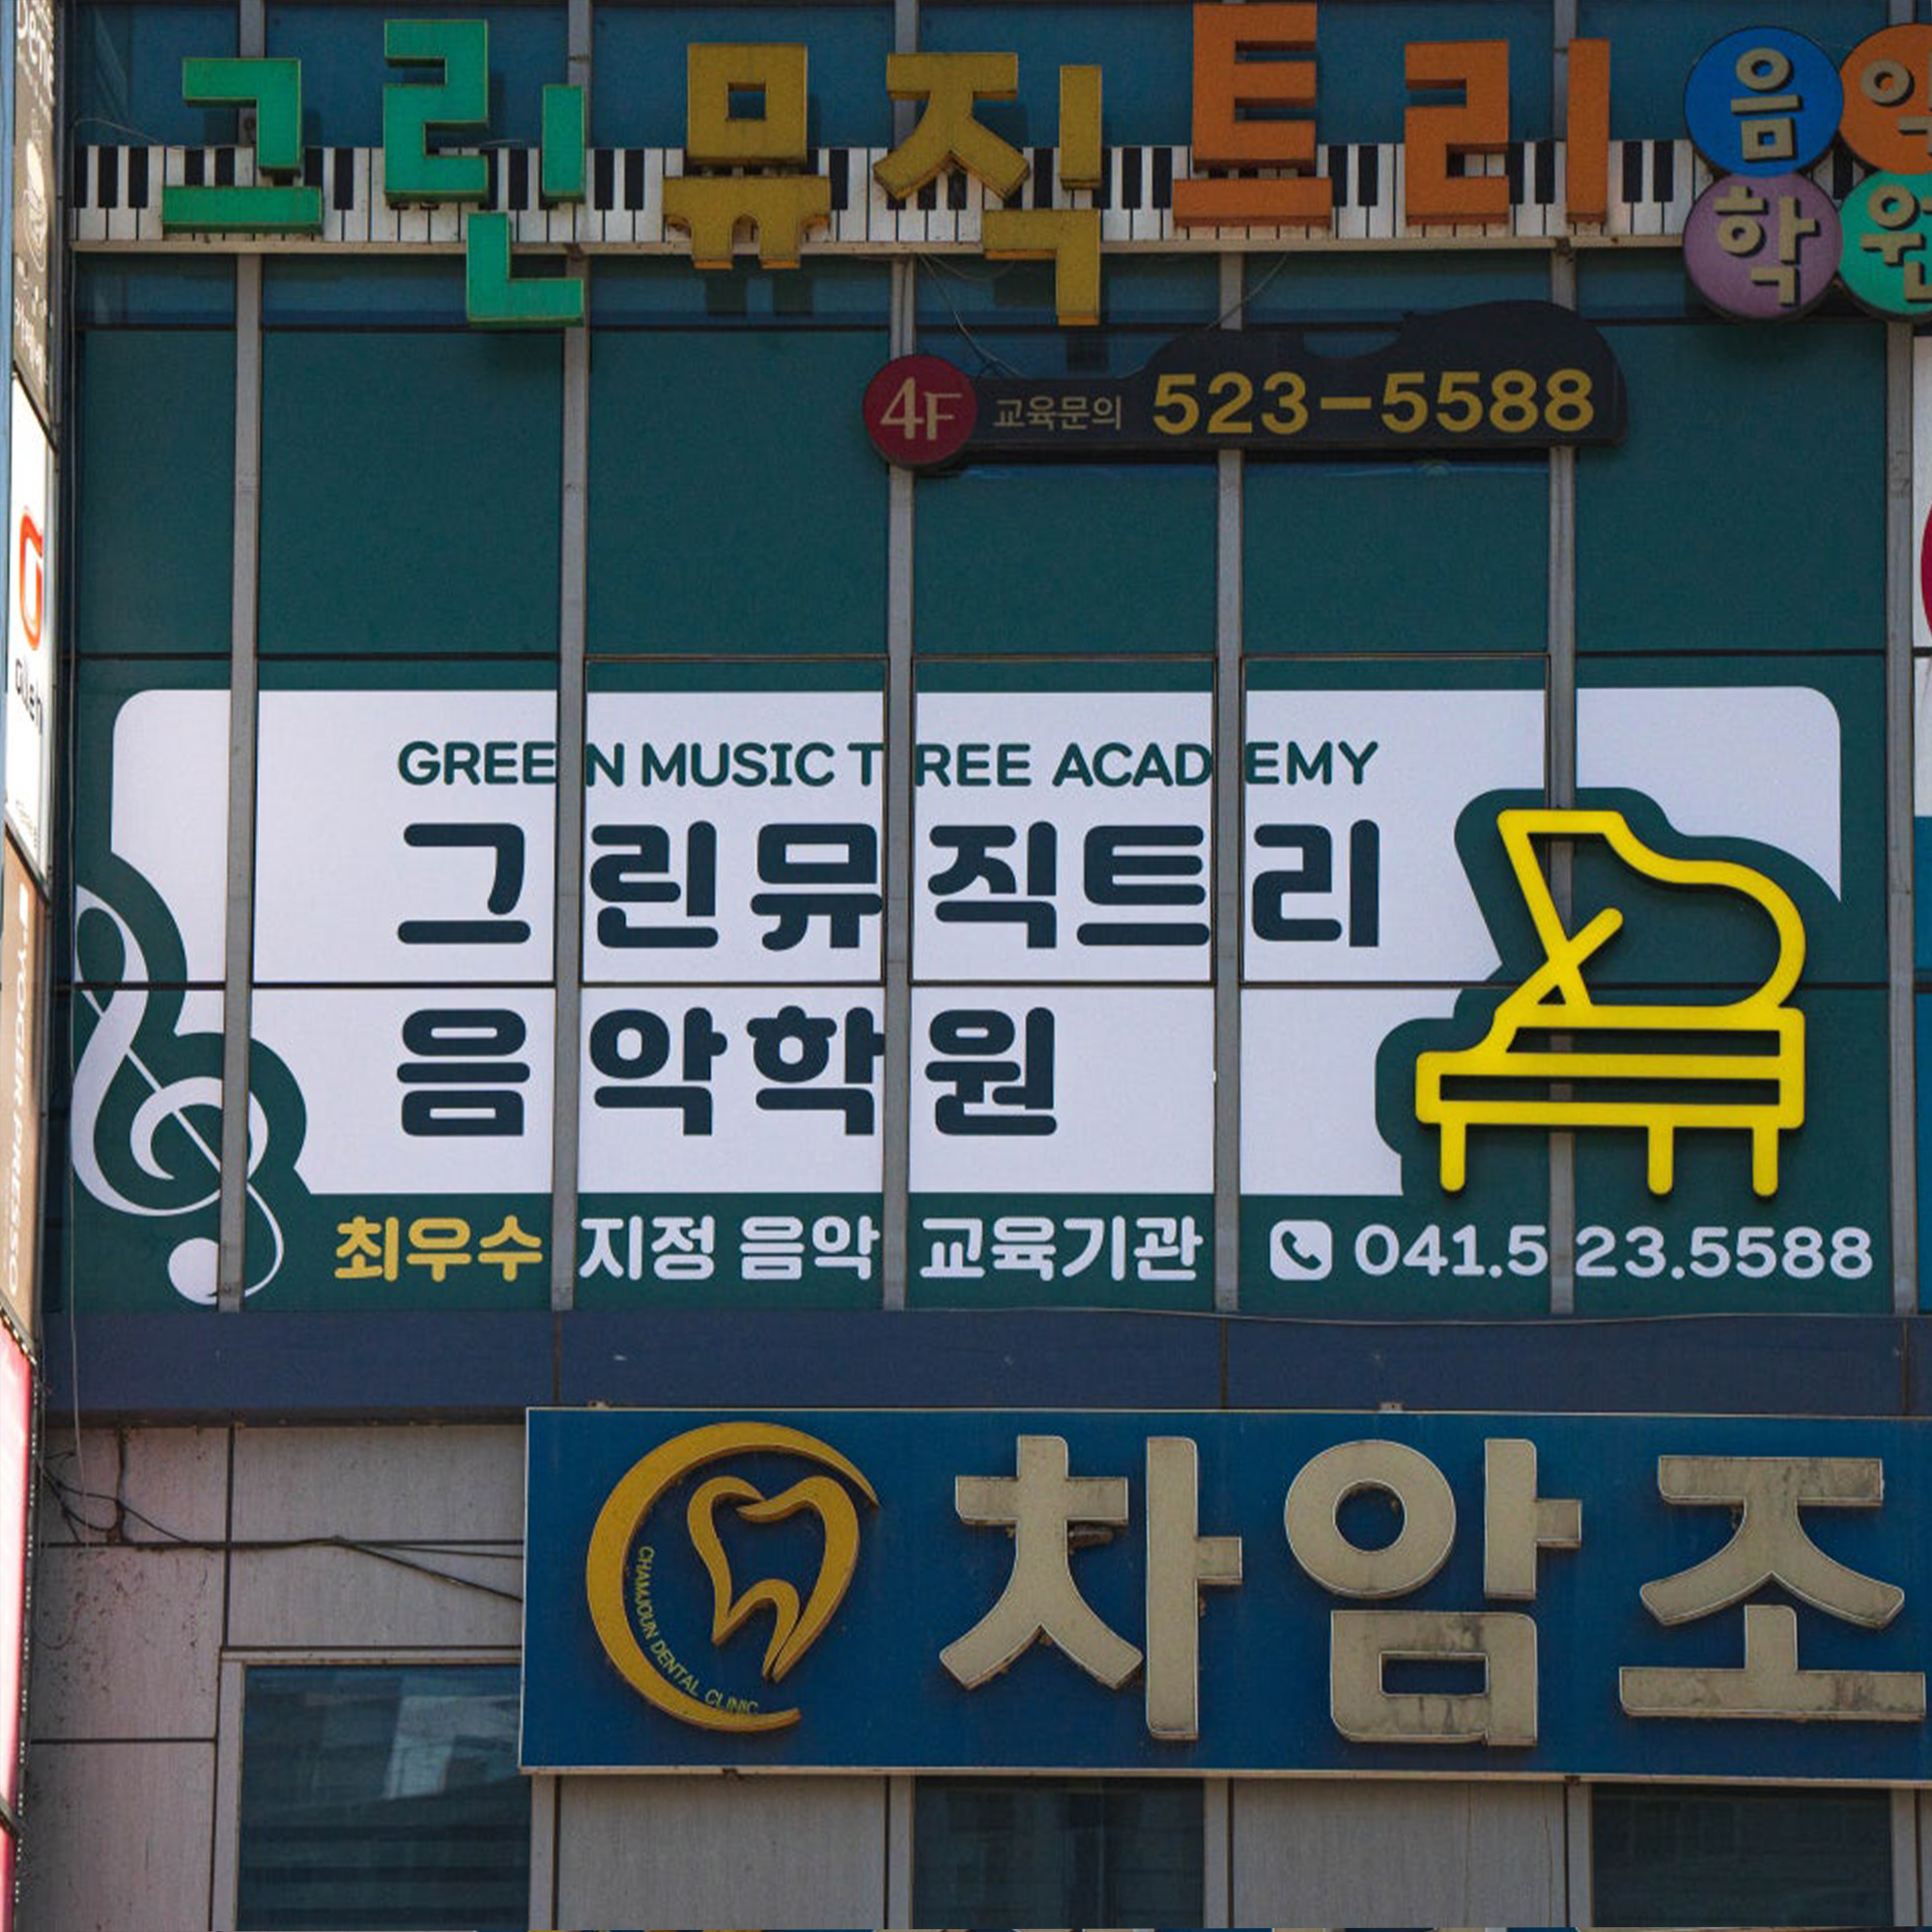 그린뮤직트리 음악
학원
4F 교육문의 523-5588
GREEN MUSIC TREE ACADEMY
그린뮤직트리
음악학원
최우수 지정 음악 교육기관 041.523.5588
차암조
CHAMJOUN DENTAL CLINIC
YOGERPRESSO